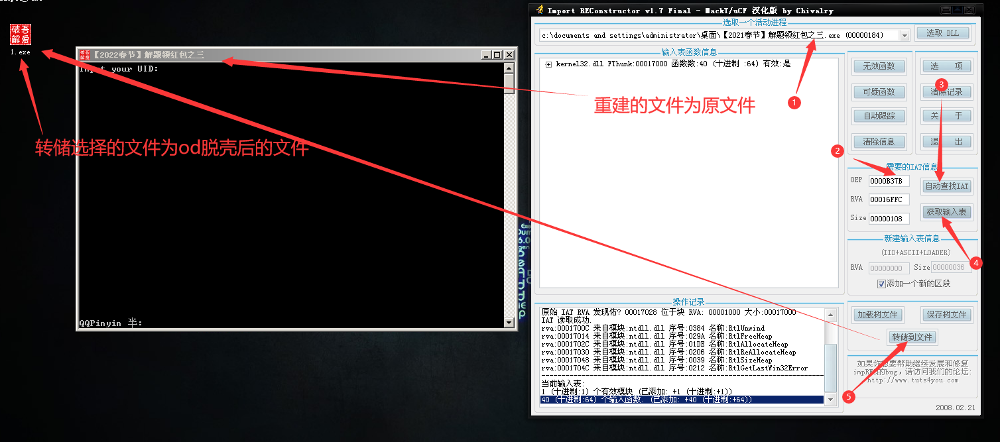 吾爱
破解
1.exe
【2022春节】解题领红包之三
Input your UID:
QQPinyin 半:
转储选择的文件为od脱壳后的文件
重建的文件为原文件
Import REConstructor v1.7 Final - MackT/uCF 汉化版 by Chivalry
选取一个活动进程
c:\documents and settings\administrator\桌面\【2021春节】解题领红包之三.exe (00000184)
选取 DLL
输入表函数信息
kernel32.dll FThunk:00017000 函数数:40 (十进制 :64) 有效:是
1
无效函数
选 项
可疑函数
3
清除记录
自动跟踪
关 于
清除信息
退 出
2
需要的IAT信息
OEP 0000B37B
自动查找IAT
RVA 00016FFC
获取输入表
Size 00000108
新建输入表信息
(IID+ASCII+LOADER)
RVA 00000000 Size 00000036
4
添加一个新的区段
操作记录
原始 IAT RVA 发现佑? 00017028 位于块 RVA: 00001000 大小:00017000
IAT 读取成功.
rva:0001700C 来自模块:ntdll.dll 序号:0384 名称:RtlUnwind
rva:00017014 来自模块:ntdll.dll 序号:029A 名称:RtlFreeHeap
rva:0001702C 来自模块:ntdll.dll 序号:01DE 名称:RtlAllocateHeap
rva:00017030 来自模块:ntdll.dll 序号:0206 名称:RtlReAllocateHeap
rva:00017048 来自模块:ntdll.dll 序号:0039 名称:RtlSizeHeap
rva:0001704C 来自模块:ntdll.dll 序号:0212 名称:RtlGetLastWin32Error
当前输入表:
1 (十进制:1) 个有效模块 (已添加: +1 (十进制:+1))
40 (十进制:64) 个输入函数. (已添加: +40 (十进制:+64))
加载树文件
保存树文件
转储到文件
5
如果你想要帮助继续发展和修复
impREC的bug,请访问我们的论坛:
http://www.tuts4you.com
2008.02.21